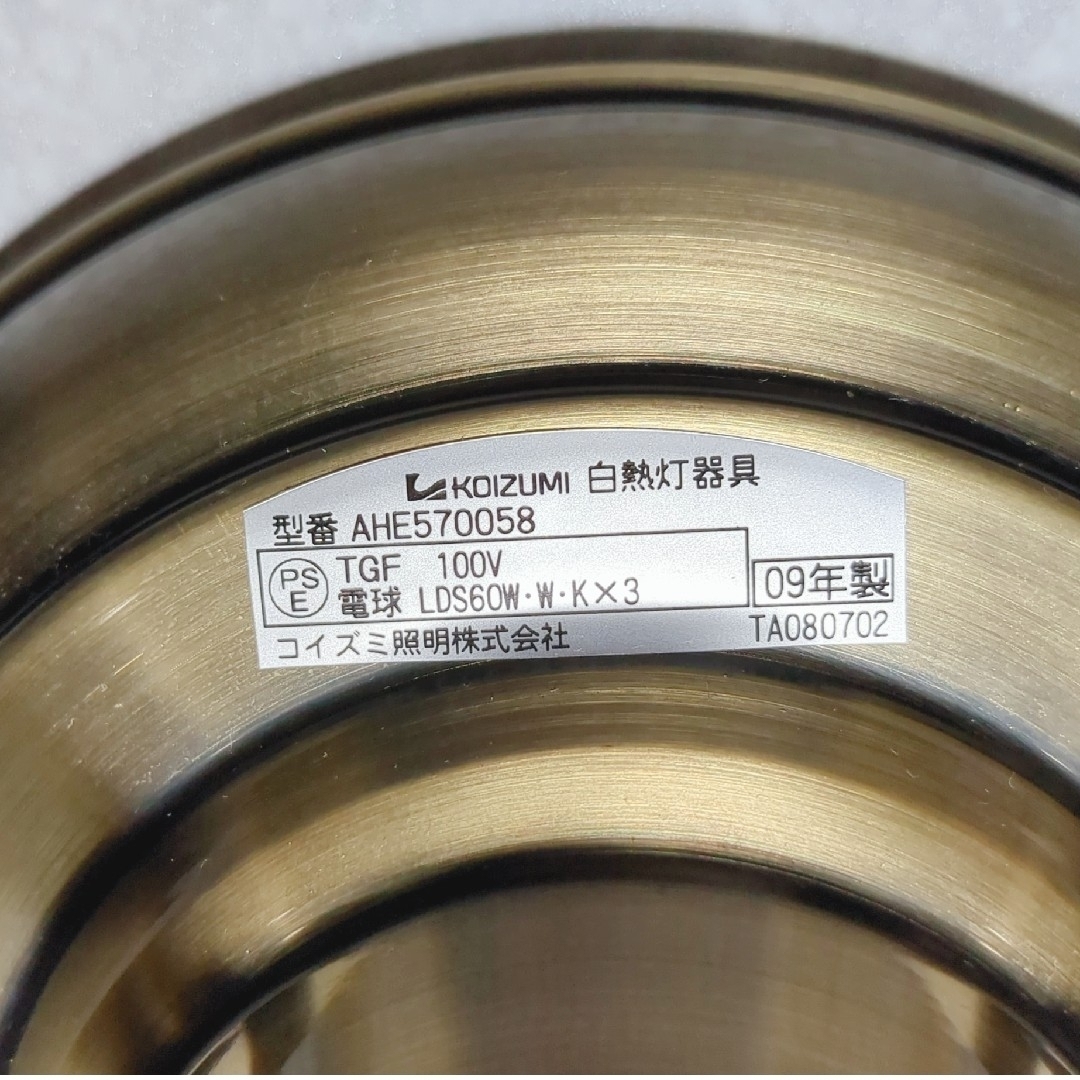 KOIZUMI 白熱灯器具
型番 AHE570058
PS E TGF 100V
電球 LDS60W·W·K×3
09年製
コイズミ照明株式会社
TA080702